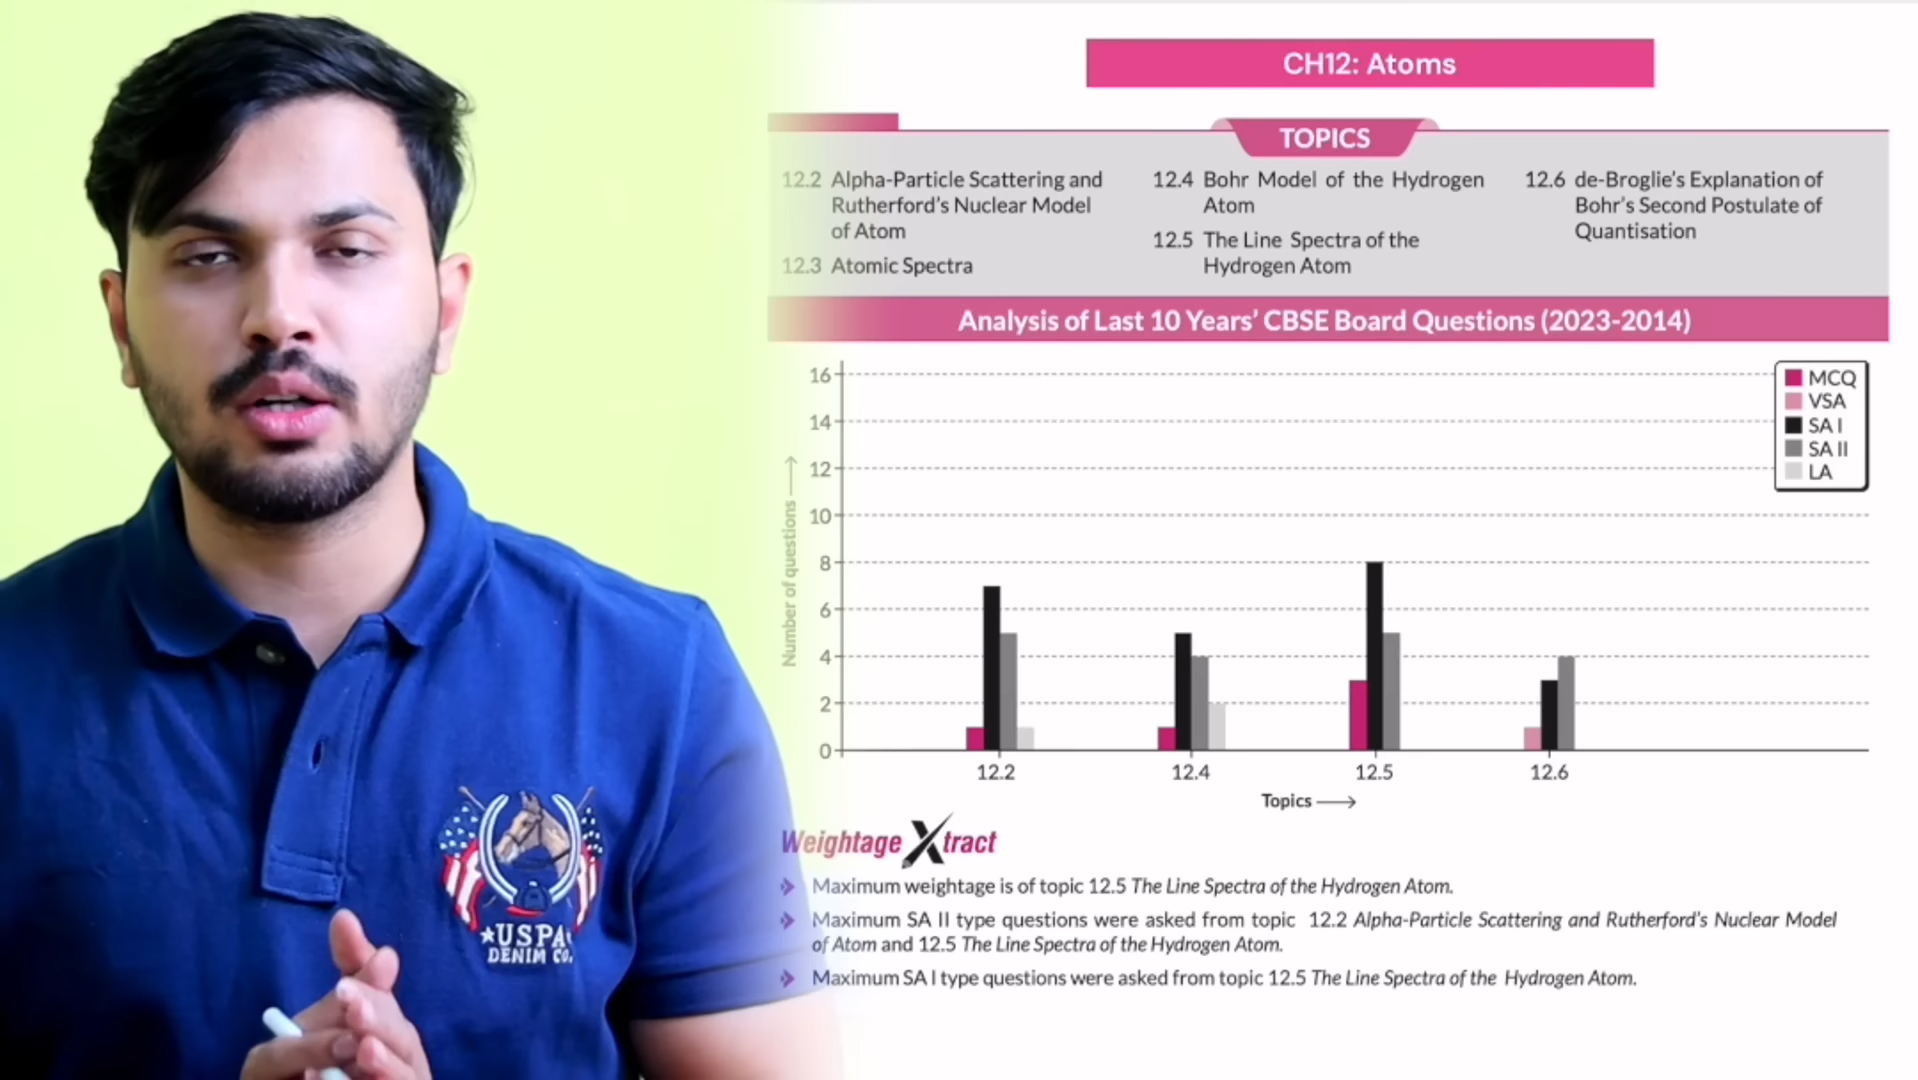 CH12: Atoms
TOPICS
12.2 Alpha-Particle Scattering and
Rutherford's Nuclear Model
of Atom
12.3 Atomic Spectra
12.4 Bohr Model of the Hydrogen
Atom
12.5 The Line Spectra of the
Hydrogen Atom
12.6 de-Broglie's Explanation of
Bohr's Second Postulate of
Quantisation
Analysis of Last 10 Years' CBSE Board Questions (2023-2014)
Number of questions
16
14
12
10
8
6
4
2
0
MCQ
VSA
SA I
SA II
LA
12.2 12.4 12.5 12.6
Topics
Weightage Xtract
Maximum weightage is of topic 12.5 The Line Spectra of the Hydrogen Atom.
Maximum SA II type questions were asked from topic 12.2 Alpha-Particle Scattering and Rutherford's Nuclear Model
of Atom and 12.5 The Line Spectra of the Hydrogen Atom.
Maximum SA I type questions were asked from topic 12.5 The Line Spectra of the Hydrogen Atom.
USPA
DENIM CO.